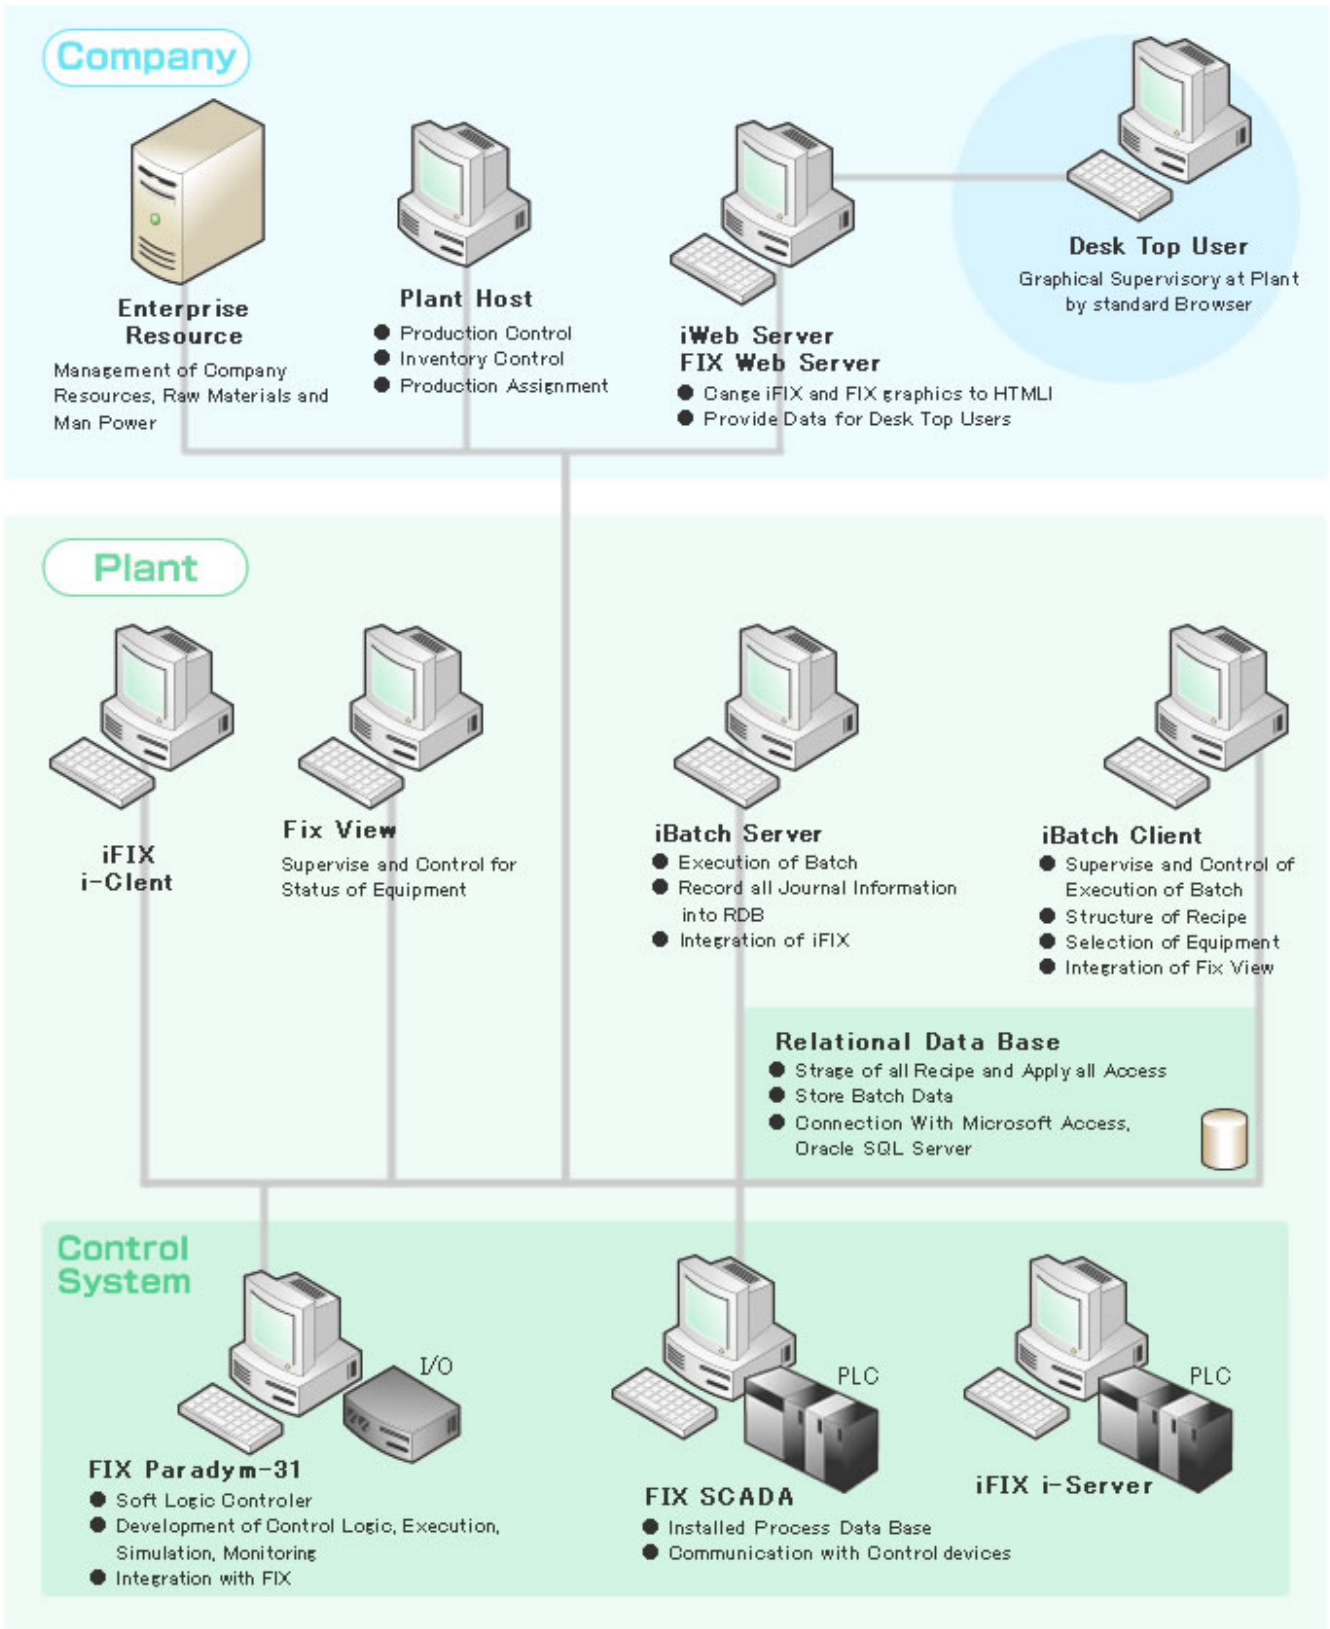 Company
Enterprise
Resource
Management of Company
Resources, Raw Materials and
Man Power
Plant Host
● Production Control
● Inventory Control
● Production Assignment
iWeb Server
FIX Web Server
● Cange iFIX and FIX graphics to HTMLI
● Provide Data for Desk Top Users
Desk Top User
Graphical Supervisory at Plant
by standard Browser
Plant
iFIX
i-Clent
Fix View
Supervise and Control for
Status of Equipment
iBatch Server
● Execution of Batch
● Record all Journal Information
into RDB
● Integration of iFIX
iBatch Client
● Supervise and Control of
Execution of Batch
● Structure of Recipe
● Selection of Equipment
● Integration of Fix View
Relational Data Base
● Strage of all Recipe and Apply all Access
● Store Batch Data
● Connection With Microsoft Access,
Oracle SQL Server
Control
System
I/O
FIX Paradym-31
● Soft Logic Controler
● Development of Control Logic, Execution,
Simulation, Monitoring
● Integration with FIX
PLC
FIX SCADA
● Installed Process Data Base
● Communication with Control devices
PLC
iFIX i-Server